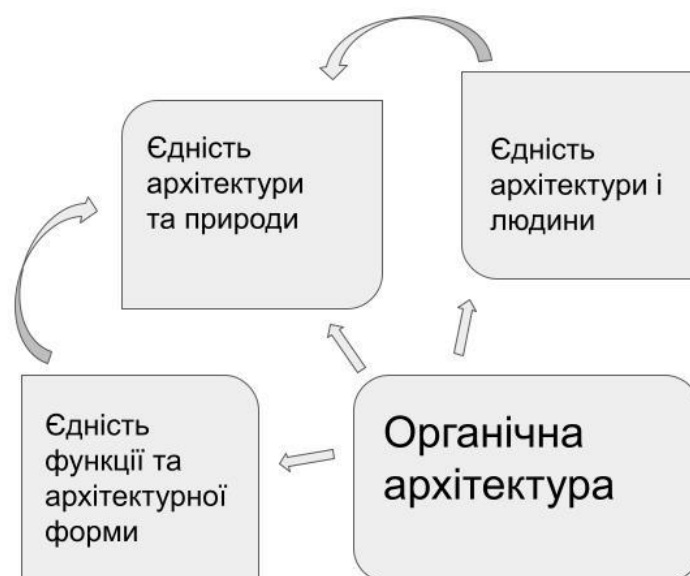 Єдність
архітектури
та природи
Єдність
архітектури і
людини
Єдність
функції та
архітектурної
форми
Органічна
архітектура